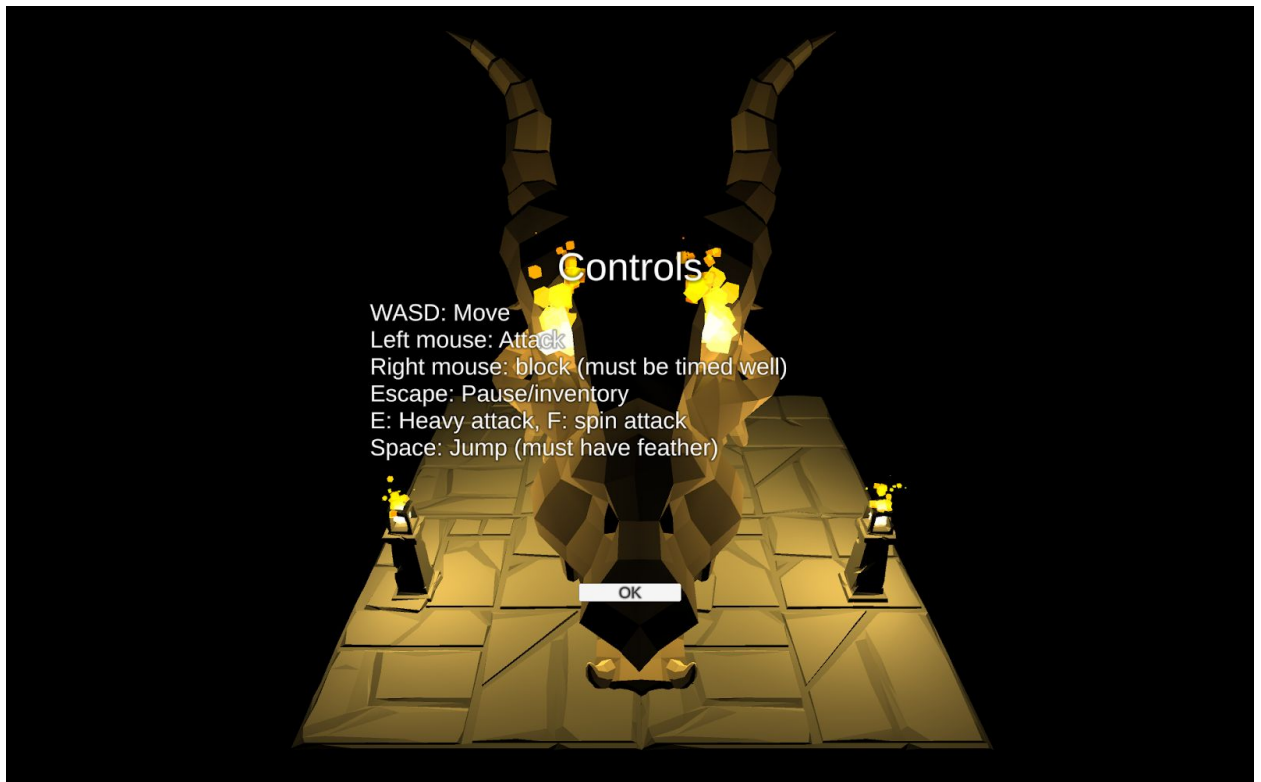 Controls
WASD: Move
Left mouse: Attack
Right mouse: block (must be timed well)
Escape: Pause/inventory
E: Heavy attack, F: spin attack
Space: Jump (must have feather)
OK